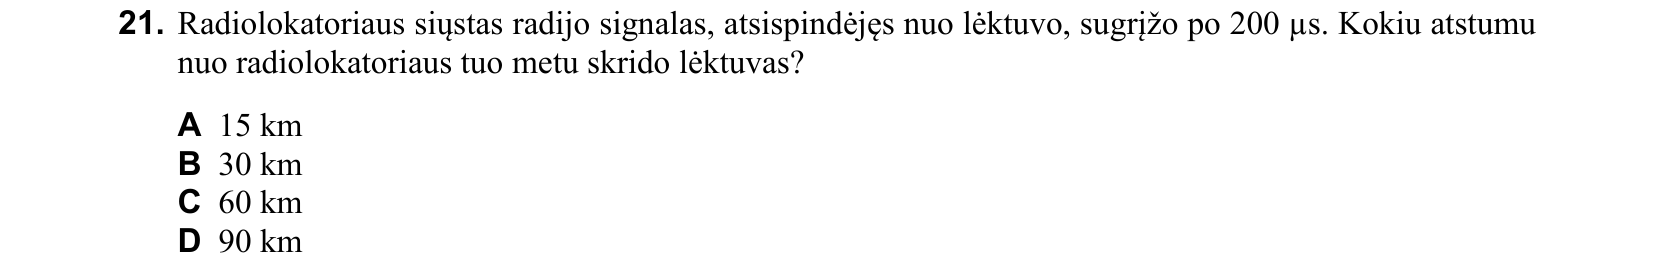 21. Radiolokatoriaus siųstas radijo signalas, atsispindėjęs nuo lėktuvo, sugrįžo po 200 µs. Kokiu atstumu
nuo radiolokatoriaus tuo metu skrido lėktuvas?
A 15 km
B 30 km
C 60 km
D 90 km